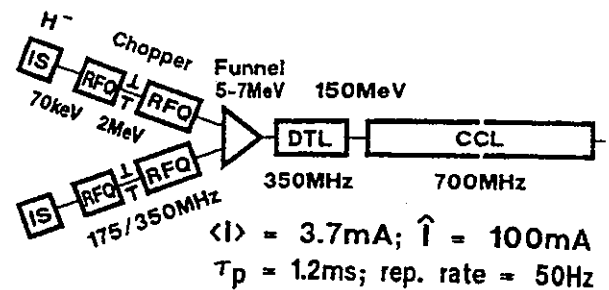 H⁻
IS
RFQ
Chopper
RFQ
70keV
2MeV
Funnel
5-7MeV
150MeV
DTL
CCL
350MHz
700MHz
IS
RFQ
RFQ
175/350MHz
<i> = 3.7mA; Î = 100mA
τp = 1.2ms; rep. rate = 50Hz